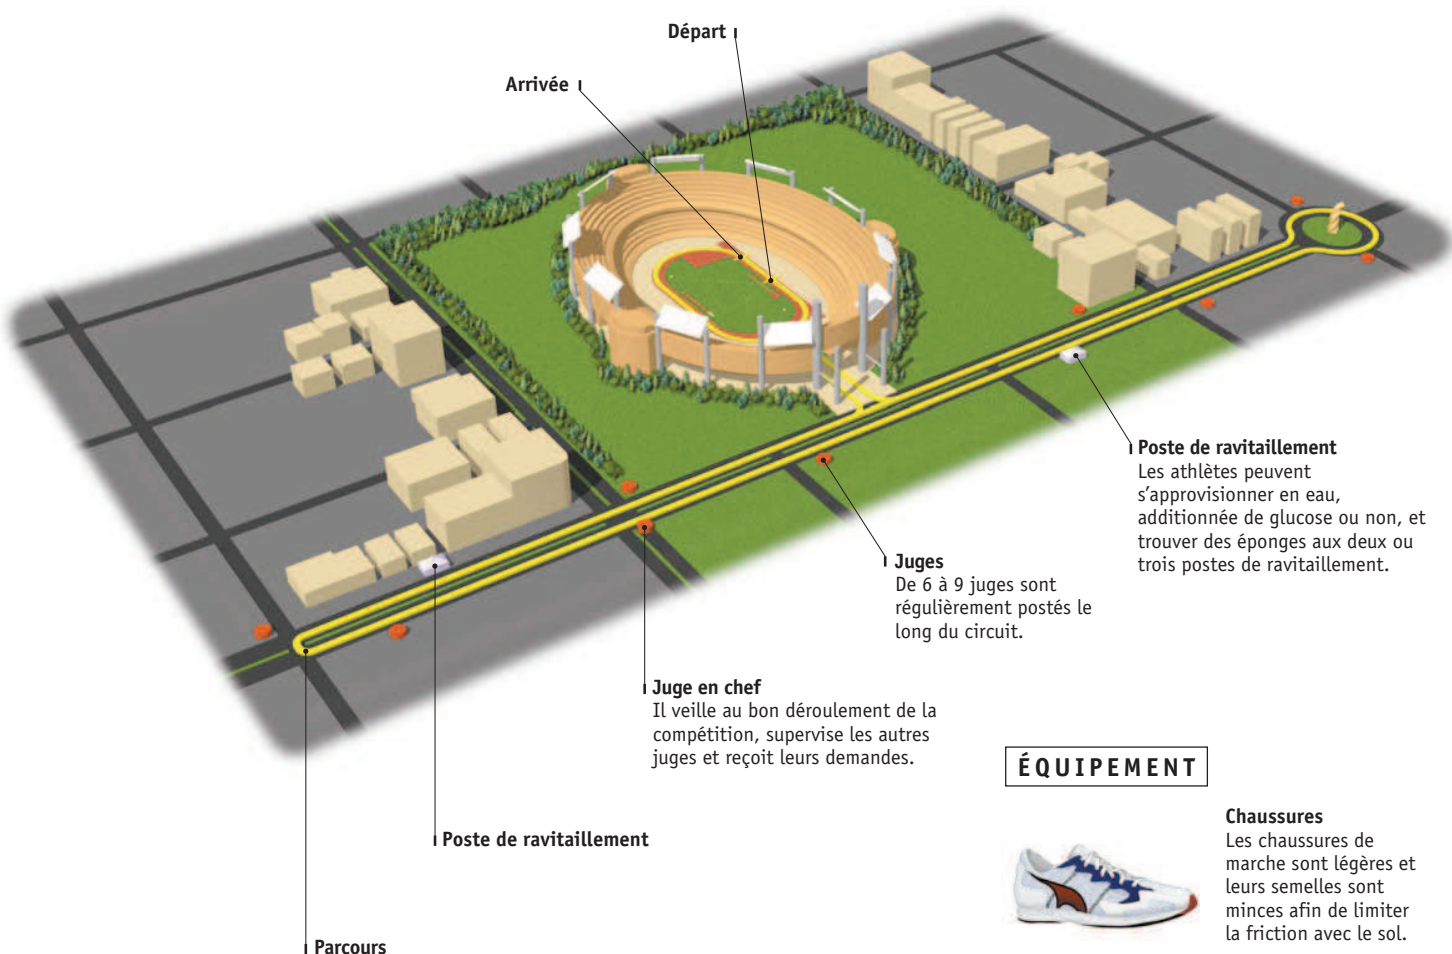 Départ
Arrivée
Poste de ravitaillement
Les athlètes peuvent
s'approvisionner en eau,
additionnée de glucose ou non, et
trouver des éponges aux deux ou
trois postes de ravitaillement.
Juges
De 6 à 9 juges sont
régulièrement postés le
long du circuit.
Juge en chef
Il veille au bon déroulement de la
compétition, supervise les autres
juges et reçoit leurs demandes.
Poste de ravitaillement
Parcours
ÉQUIPEMENT
Chaussures
Les chaussures de
marche sont légères et
leurs semelles sont
minces afin de limiter
la friction avec le sol.